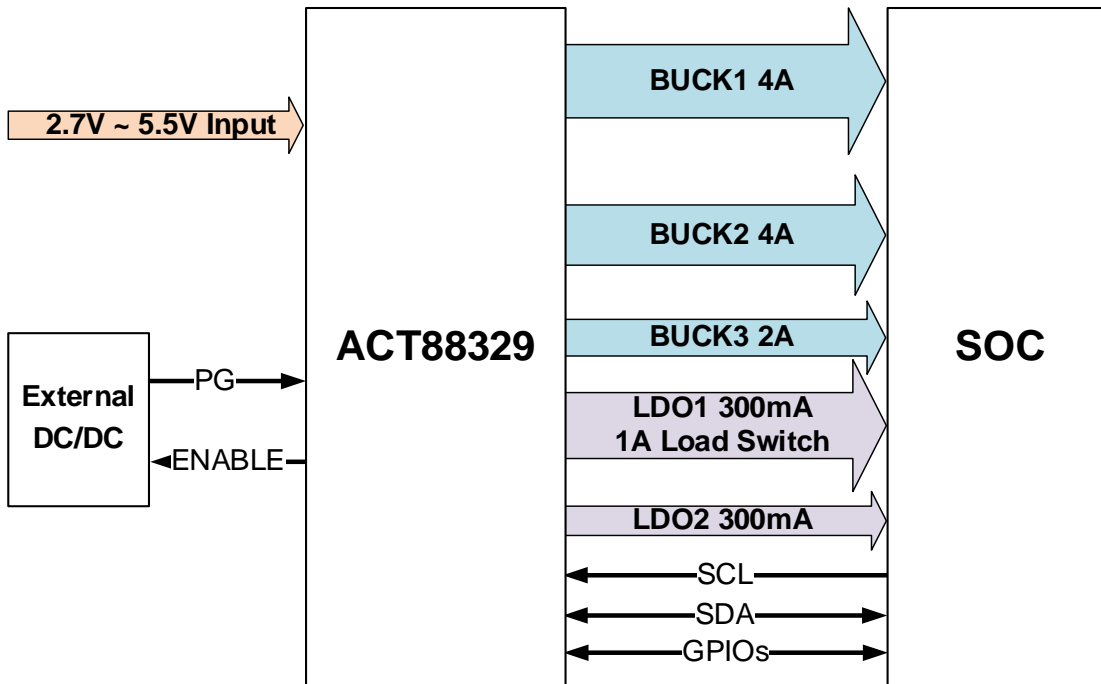 2.7V ~ 5.5V Input
External
DC/DC
PG
ENABLE
ACT88329
BUCK1 4A
BUCK2 4A
BUCK3 2A
LDO1 300mA
1A Load Switch
LDO2 300mA
SCL
SDA
GPIOs
SOC